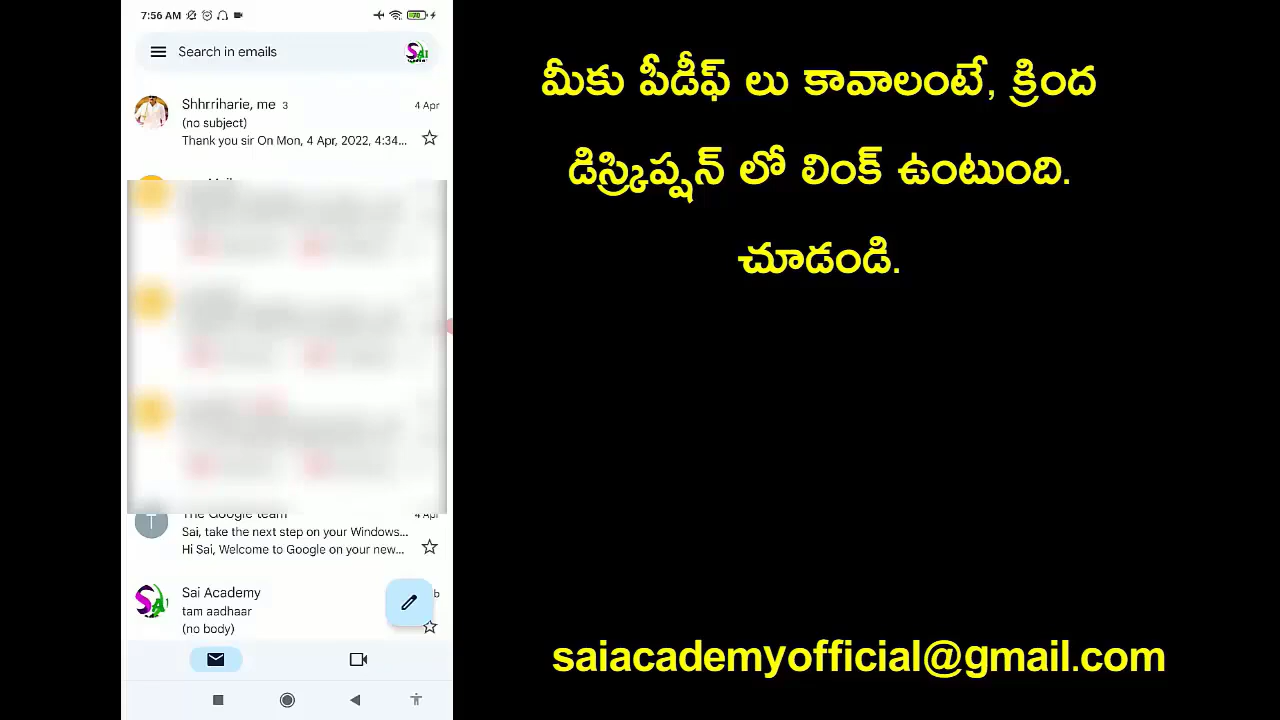 7:56 AM
70
Search in emails
SAI
Shhrriharie, me 3
4 Apr
(no subject)
Thank you sir On Mon, 4 Apr, 2022, 4:34...
The Google team
4 Apr
T
Sai, take the next step on your Windows...
Hi Sai, Welcome to Google on your new...
Sai Academy
tam aadhaar
(no body)
మీకు పీడీఫ్ లు కావాలంటే, క్రింద
డిస్క్రిప్షన్ లో లింక్ ఉంటుంది.
చూడండి.
saiacademyofficial@gmail.com